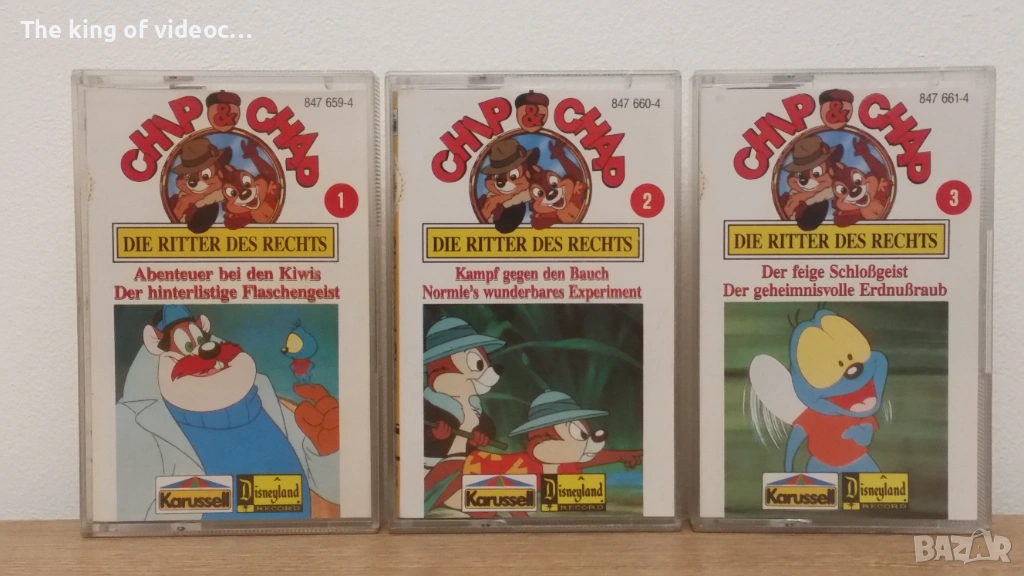 The king of videoc...
847 659-4
CHIP & CHAP
1
DIE RITTER DES RECHTS
Abenteuer bei den Kiwis
Der hinterlistige Flaschengeist
Karussell
Disneyland
RECORD
847 660-4
CHIP & CHAP
2
DIE RITTER DES RECHTS
Kampf gegen den Bauch
Normie's wunderbares Experiment
Karussell
Disneyland
RECORD
847 661-4
CHIP & CHAP
3
DIE RITTER DES RECHTS
Der feige Schloßgeist
Der geheimnisvolle Erdnußraub
Karussell
Disneyland
RECORD
BAZAR